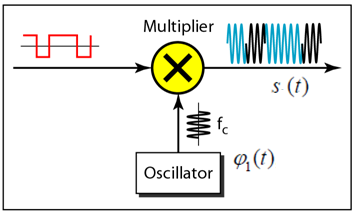 Multiplier
s (t)
f_c
Oscillator
φ₁(t)